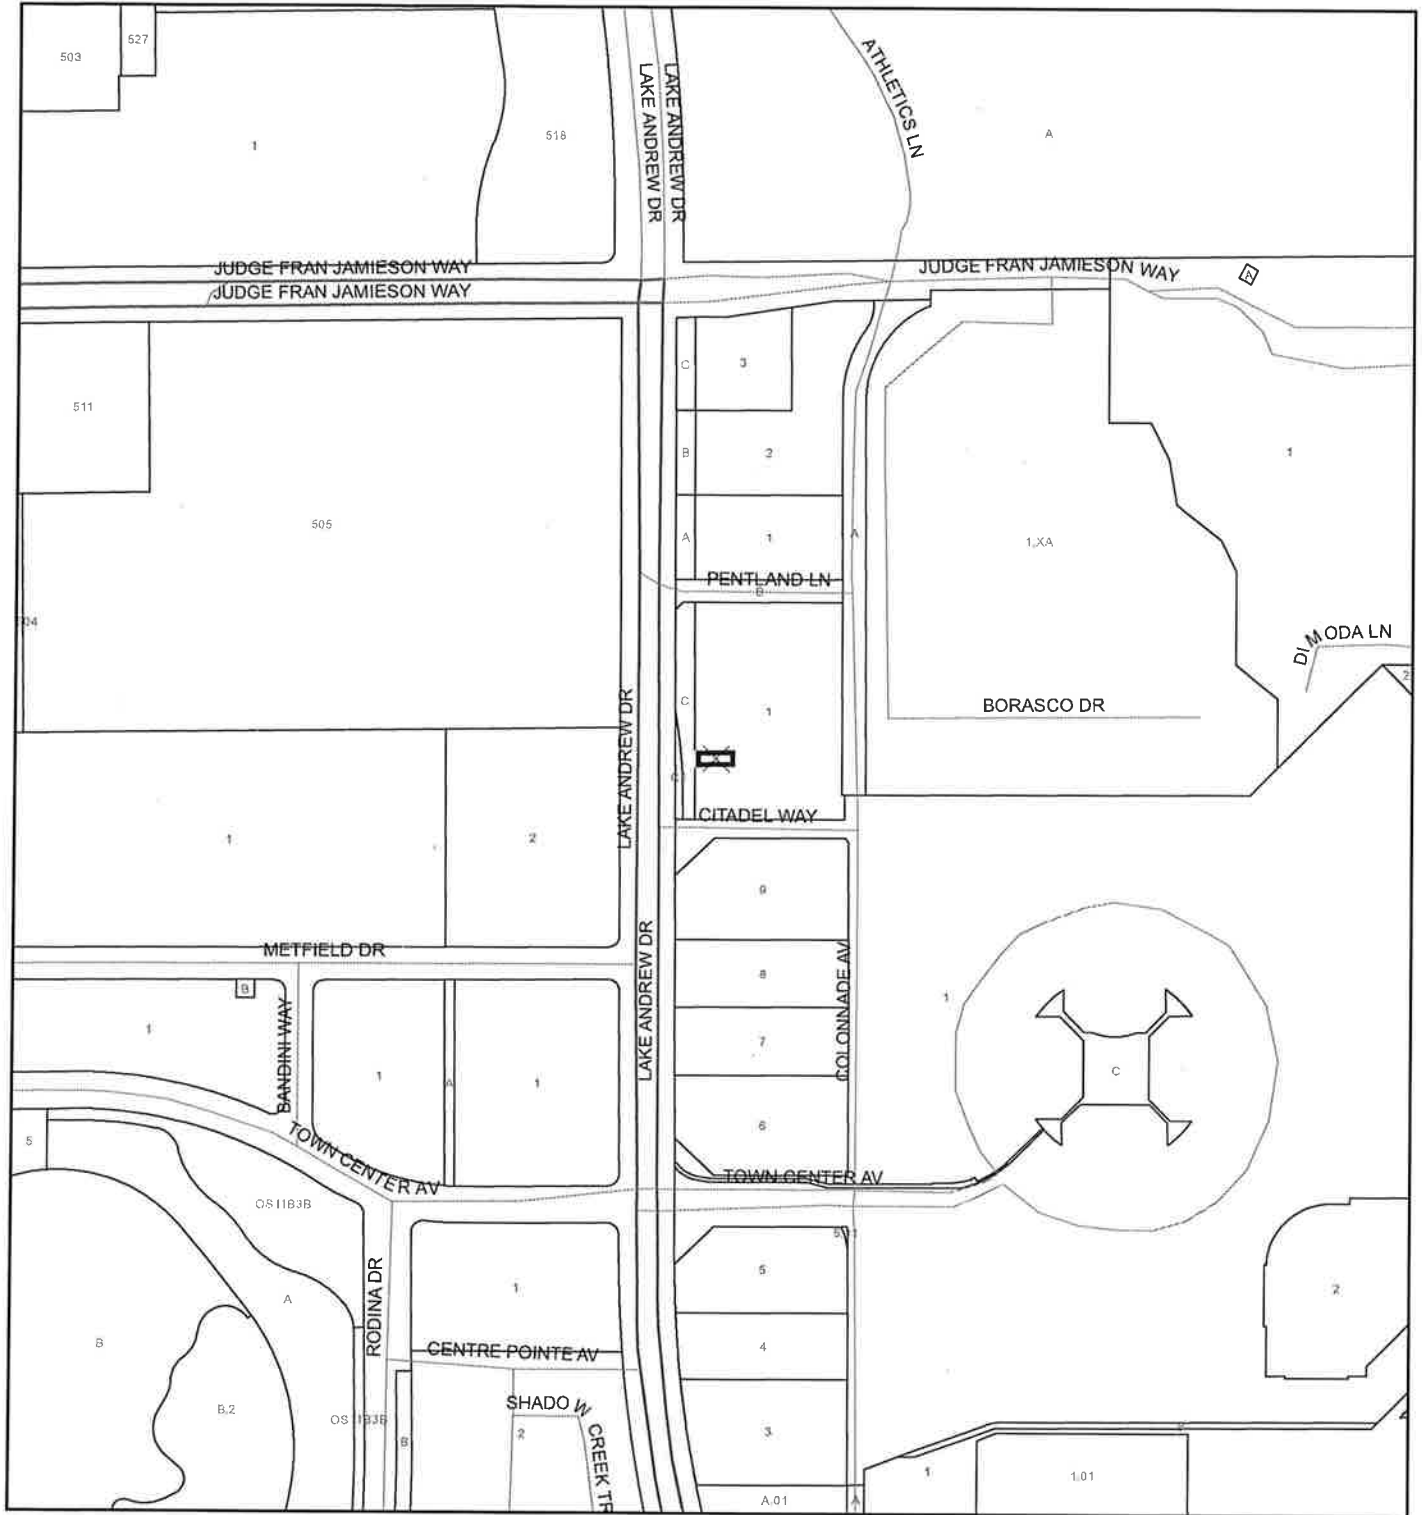 503
527
1
518
LAKE ANDREW DR
LAKE ANDREW DR
ATHLETICS LN
A
JUDGE FRAN JAMIESON WAY
JUDGE FRAN JAMIESON WAY
JUDGE FRAN JAMIESON WAY
A
511
C
3
B
2
1
505
A
1
A
1,XA
PENTLAND LN
B
DI MODA LN
2
C
1
BORASCO DR
LAKE ANDREW DR
C
CITADEL WAY
1
2
9
METFIELD DR
8
COLONNADE AV
LAKE ANDREW DR
B
1
BANDINI WAY
1
A
1
7
1
C
6
TOWN CENTER AV
TOWN CENTER AV
5
OS11B3B
RODINA DR
1
5
2
A
4
B
CENTRE POINTE AV
B.2
OS11B3B
B
SHADOW CREEK TR
2
3
1
1.01
A.01
A